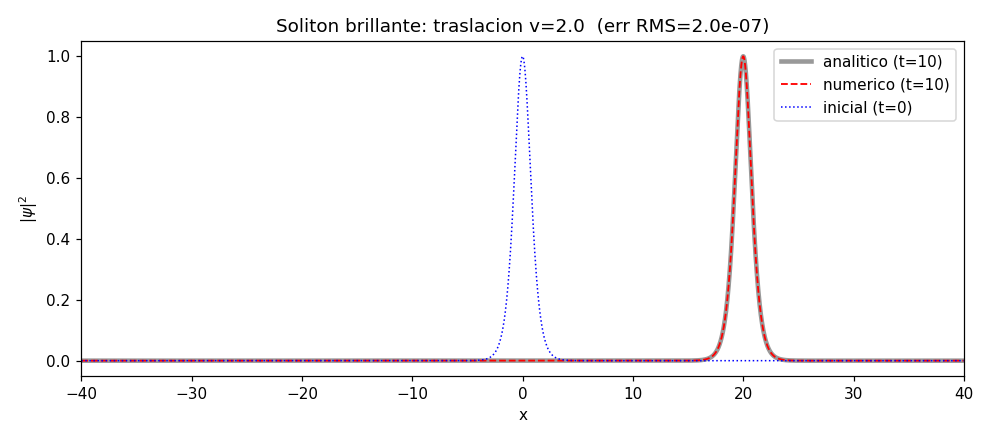 Soliton brillante: traslacion v=2.0  (err RMS=2.0e-07)
|ψ|²
1.0
0.8
0.6
0.4
0.2
0.0
analitico (t=10)
numerico (t=10)
inicial (t=0)
−40 −30 −20 −10 0 10 20 30 40
x